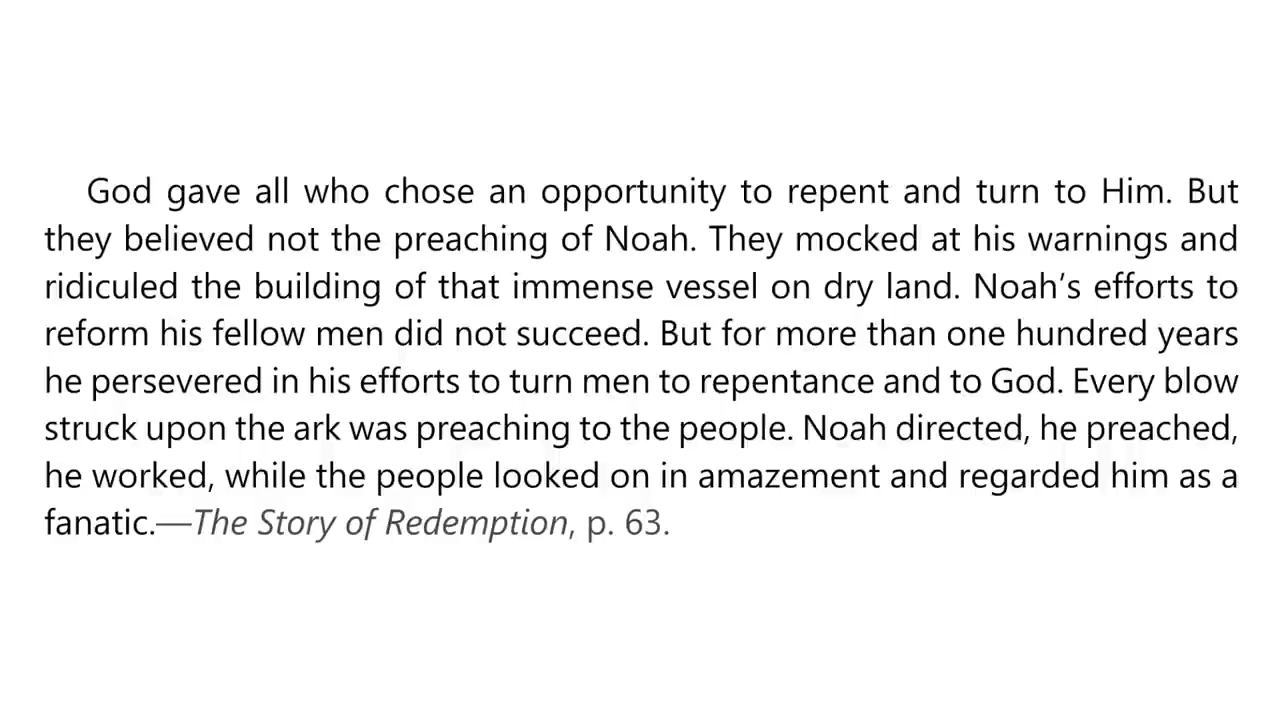 God gave all who chose an opportunity to repent and turn to Him. But
they believed not the preaching of Noah. They mocked at his warnings and
ridiculed the building of that immense vessel on dry land. Noah’s efforts to
reform his fellow men did not succeed. But for more than one hundred years
he persevered in his efforts to turn men to repentance and to God. Every blow
struck upon the ark was preaching to the people. Noah directed, he preached,
he worked, while the people looked on in amazement and regarded him as a
fanatic.—The Story of Redemption, p. 63.